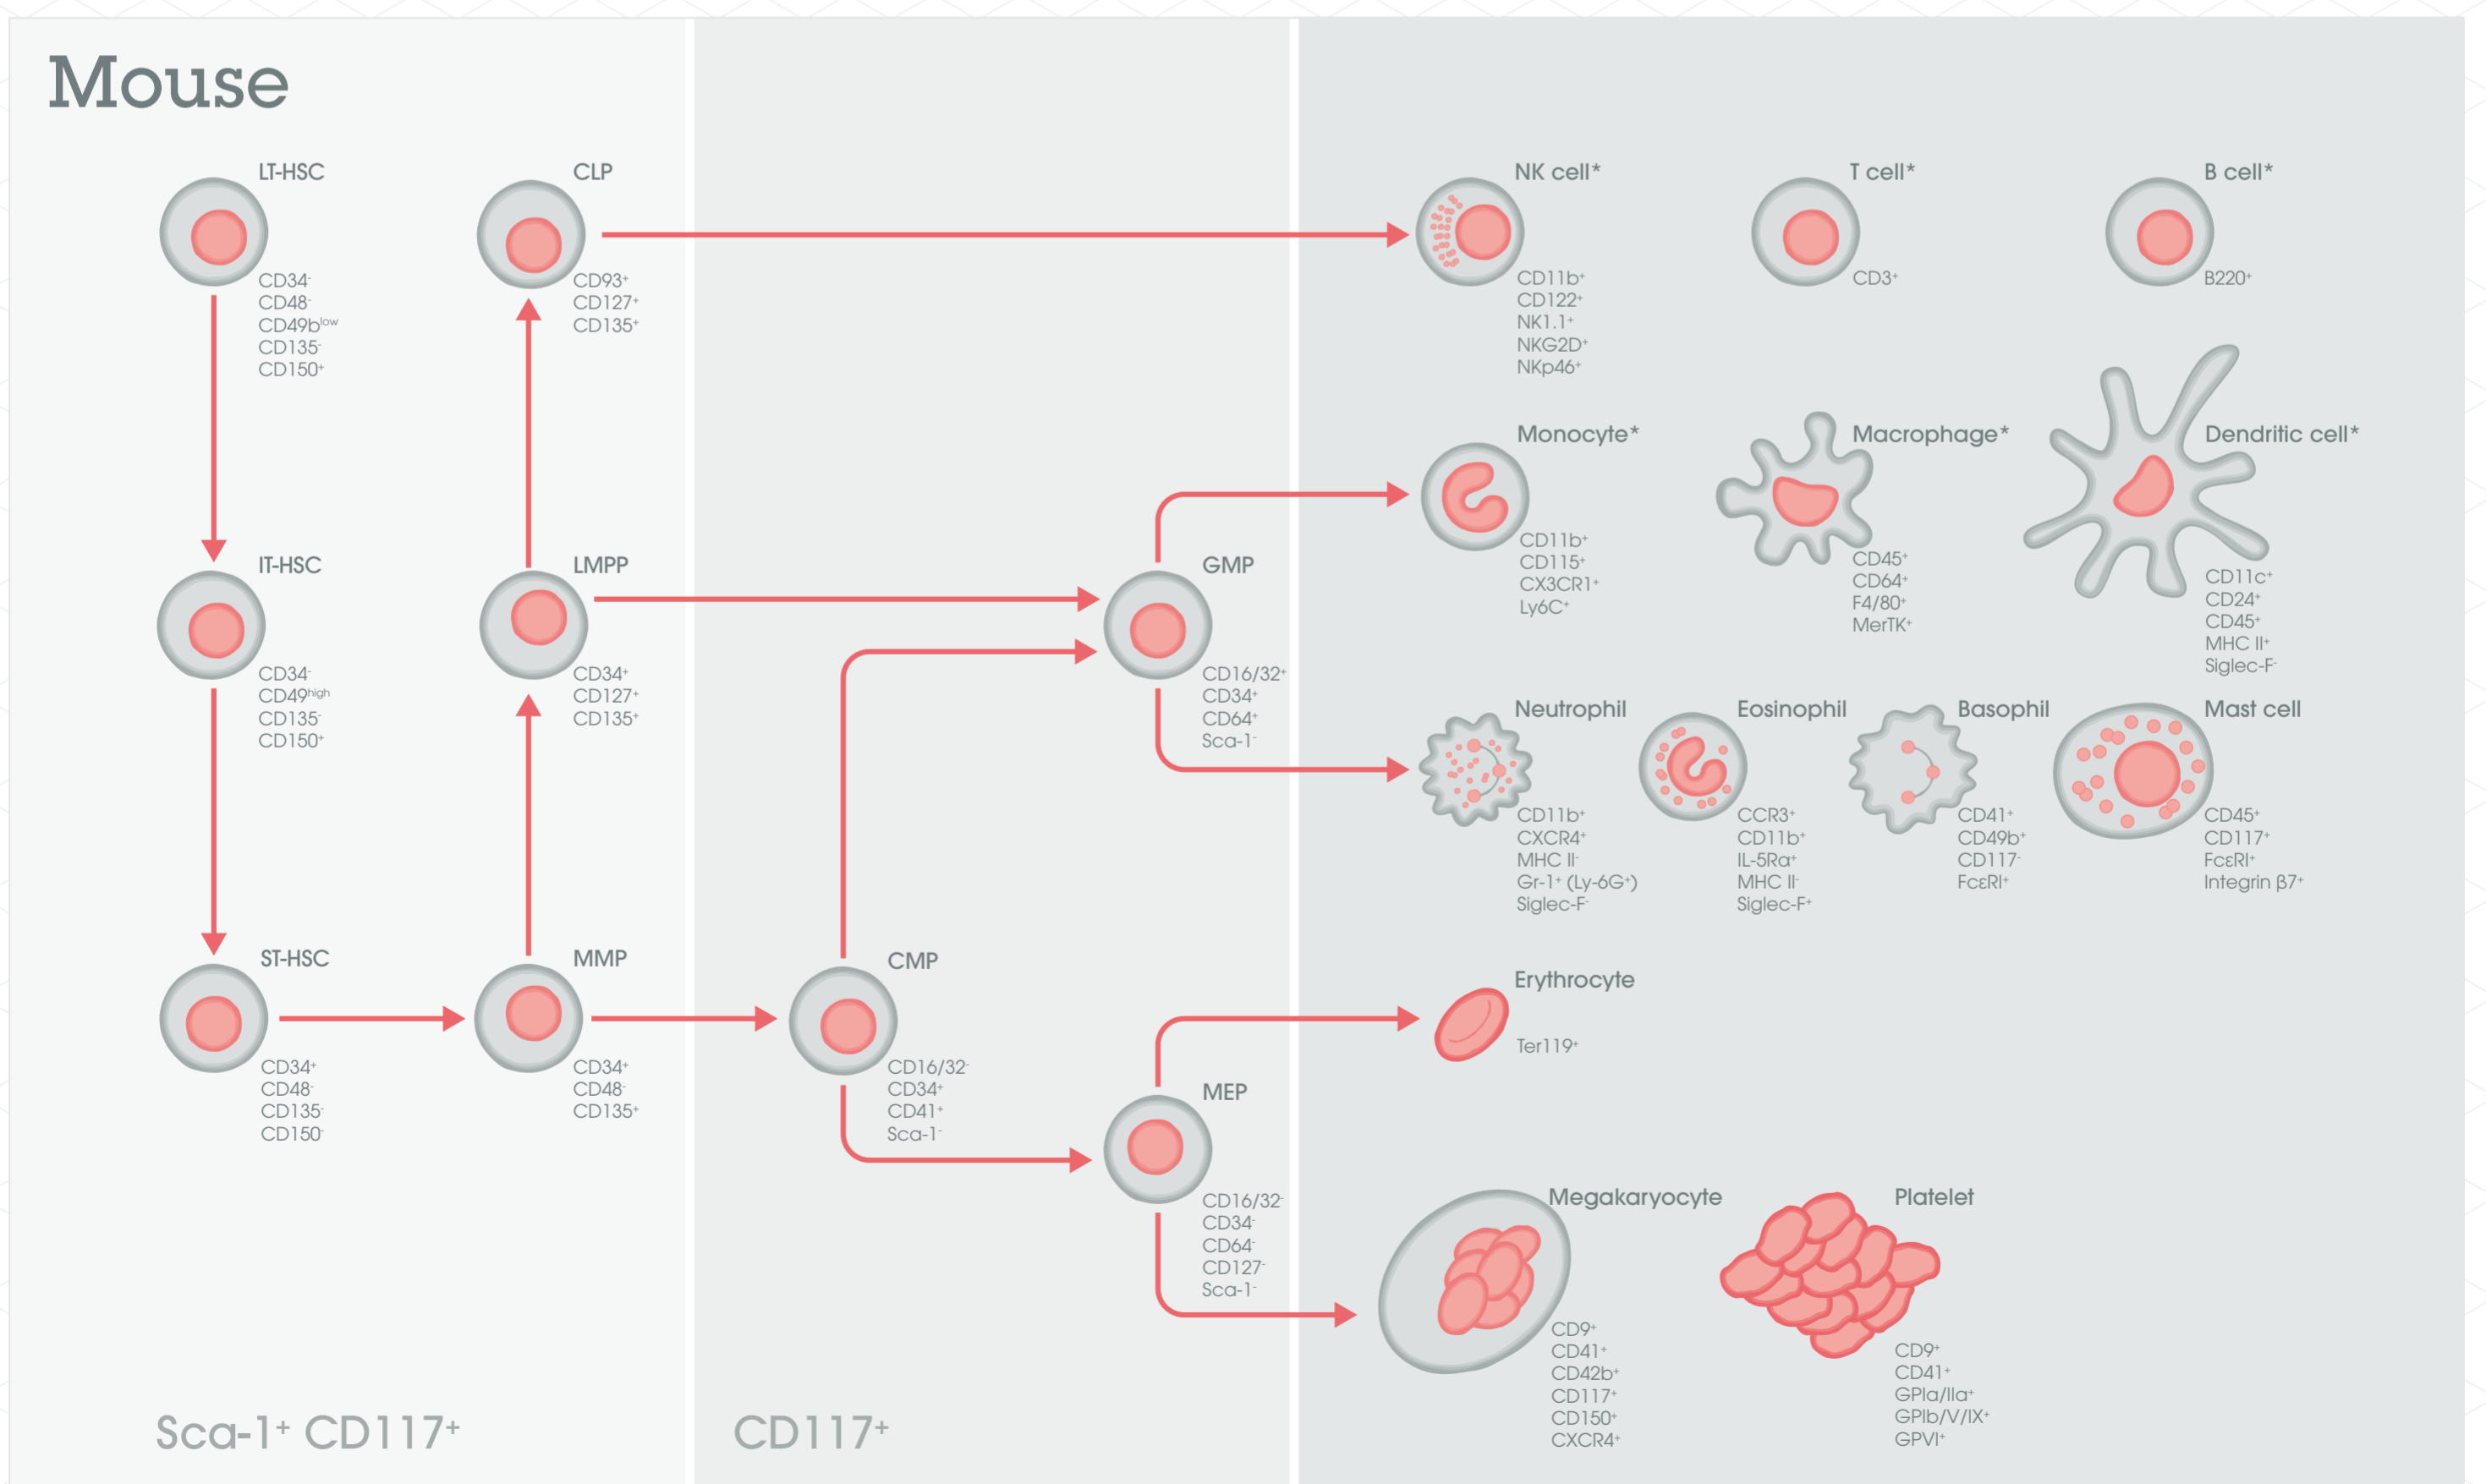 Mouse
LT-HSC
CD34⁻
CD48⁻
CD49bˡᵒʷ
CD135⁻
CD150⁺
CLP
CD93⁺
CD127⁺
CD135⁺
NK cell*
CD11b⁺
CD122⁺
NK1.1⁺
NKG2D⁺
NKp46⁺
T cell*
CD3⁺
B cell*
B220⁺
Monocyte*
CD11b⁺
CD115⁺
CX3CR1⁺
Ly6C⁺
Macrophage*
CD45⁺
CD64⁺
F4/80⁺
MerTK⁺
Dendritic cell*
CD11c⁺
CD24⁺
CD45⁺
MHC II⁺
Siglec-F⁻
IT-HSC
CD34⁻
CD49ʰⁱᵍʰ
CD135⁻
CD150⁺
LMPP
CD34⁺
CD127⁺
CD135⁺
GMP
CD16/32⁺
CD34⁺
CD64⁺
Sca-1⁻
Neutrophil
CD11b⁺
CXCR4⁺
MHC II⁻
Gr-1⁺ (Ly-6G⁺)
Siglec-F⁻
Eosinophil
CCR3⁺
CD11b⁺
IL-5Rα⁺
MHC II⁻
Siglec-F⁺
Basophil
CD41⁺
CD49b⁺
CD117⁻
FcεRI⁺
Mast cell
CD45⁺
CD117⁺
FcεRI⁺
Integrin β7⁺
ST-HSC
CD34⁺
CD48⁻
CD135⁻
CD150⁻
MMP
CD34⁺
CD48⁻
CD135⁺
CMP
CD16/32⁻
CD34⁺
CD41⁺
Sca-1⁻
MEP
CD16/32⁻
CD34⁻
CD64⁻
CD127⁻
Sca-1⁻
Erythrocyte
Ter119⁺
Megakaryocyte
CD9⁺
CD41⁺
CD42b⁺
CD117⁺
CD150⁺
CXCR4⁺
Platelet
CD9⁺
CD41⁺
GPIa/IIa⁺
GPIb/V/IX⁺
GPVI⁺
Sca-1⁺ CD117⁺
CD117⁺